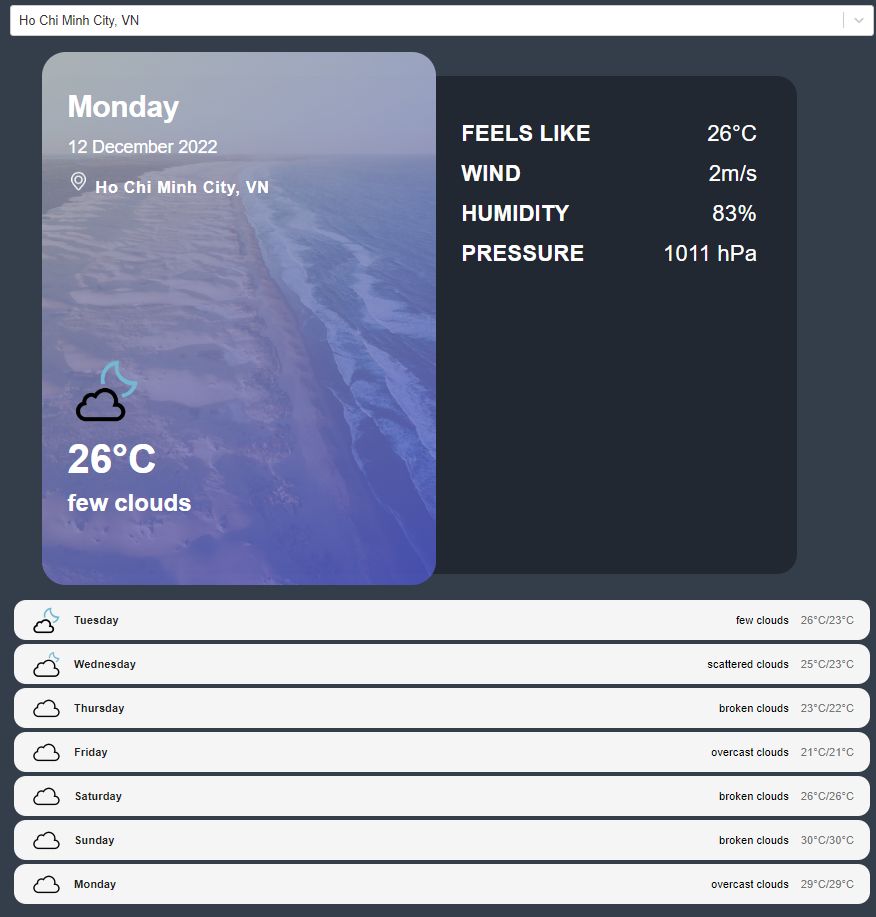 Ho Chi Minh City, VN
Monday
12 December 2022
Ho Chi Minh City, VN
26°C
few clouds
FEELS LIKE 26°C
WIND 2m/s
HUMIDITY 83%
PRESSURE 1011 hPa
Tuesday few clouds 26°C/23°C
Wednesday scattered clouds 25°C/23°C
Thursday broken clouds 23°C/22°C
Friday overcast clouds 21°C/21°C
Saturday broken clouds 26°C/26°C
Sunday broken clouds 30°C/30°C
Monday overcast clouds 29°C/29°C